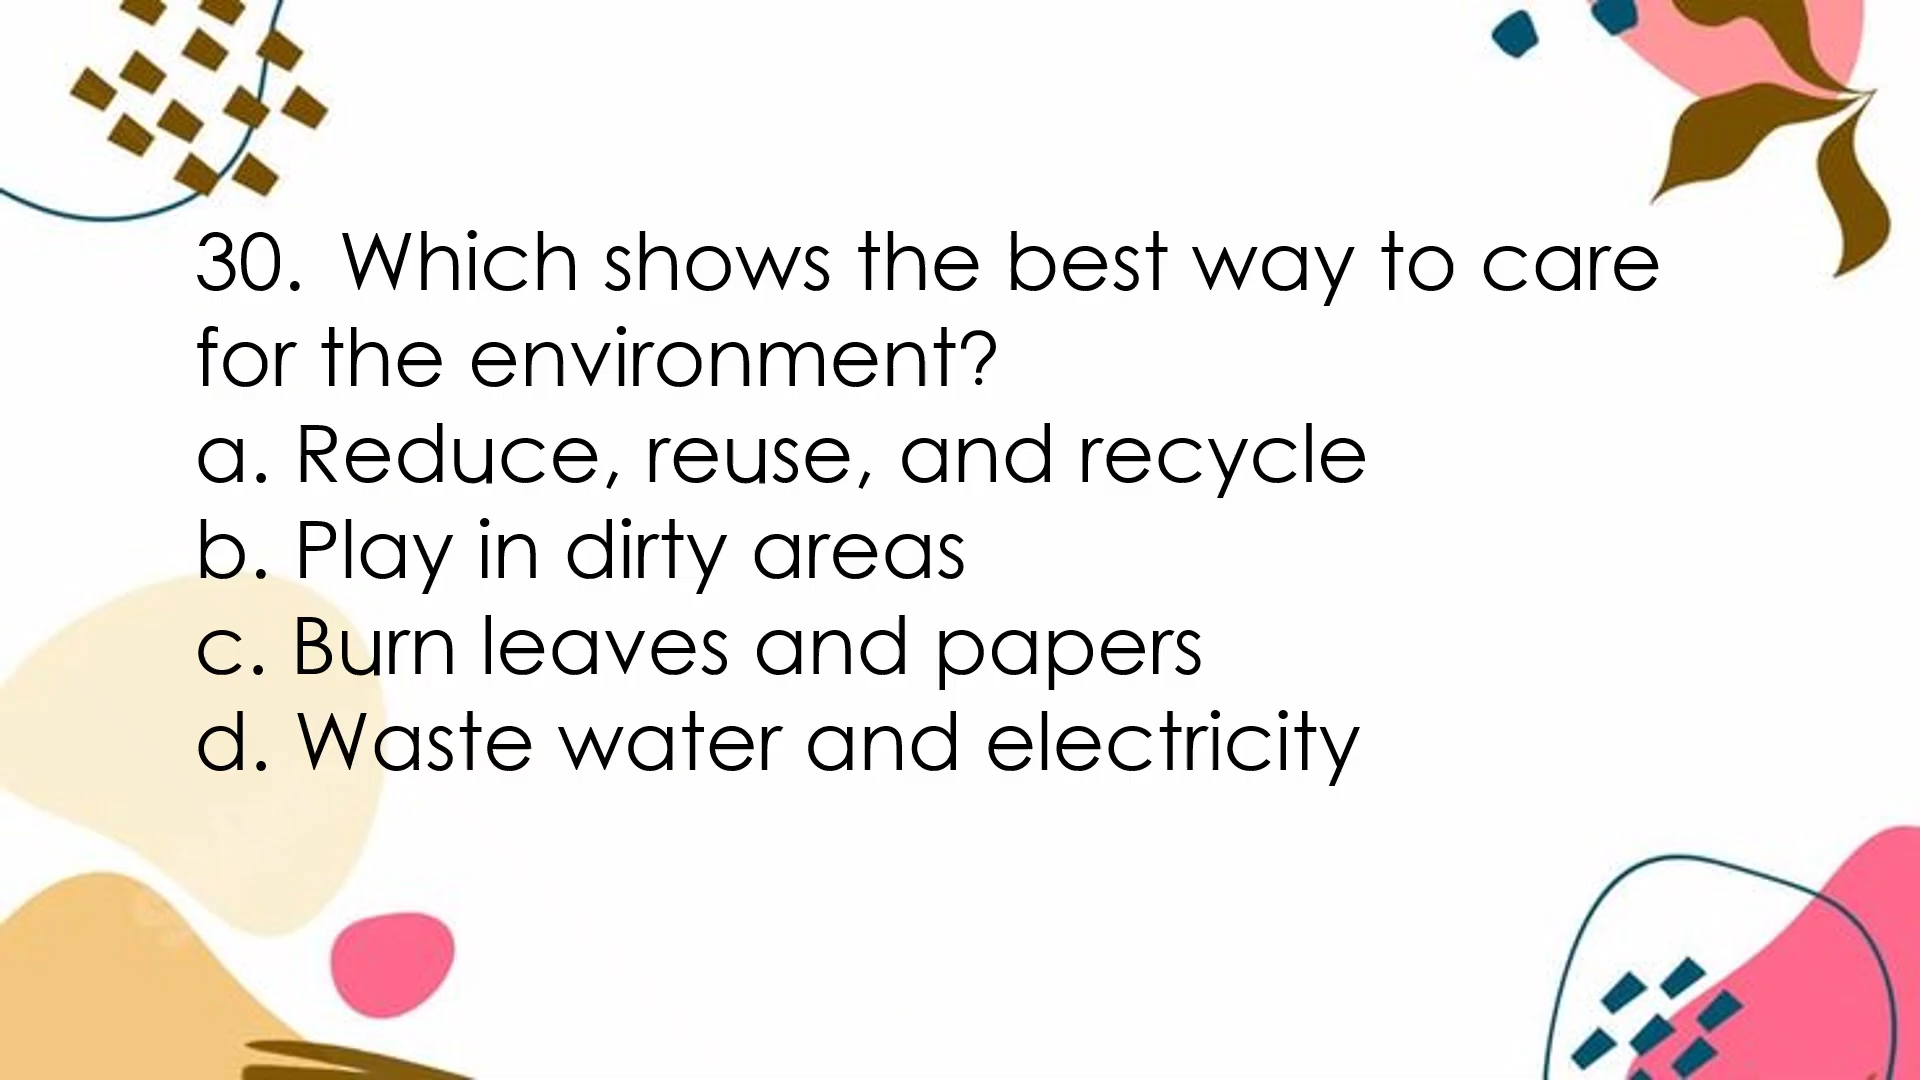 30. Which shows the best way to care
for the environment?
a. Reduce, reuse, and recycle
b. Play in dirty areas
c. Burn leaves and papers
d. Waste water and electricity